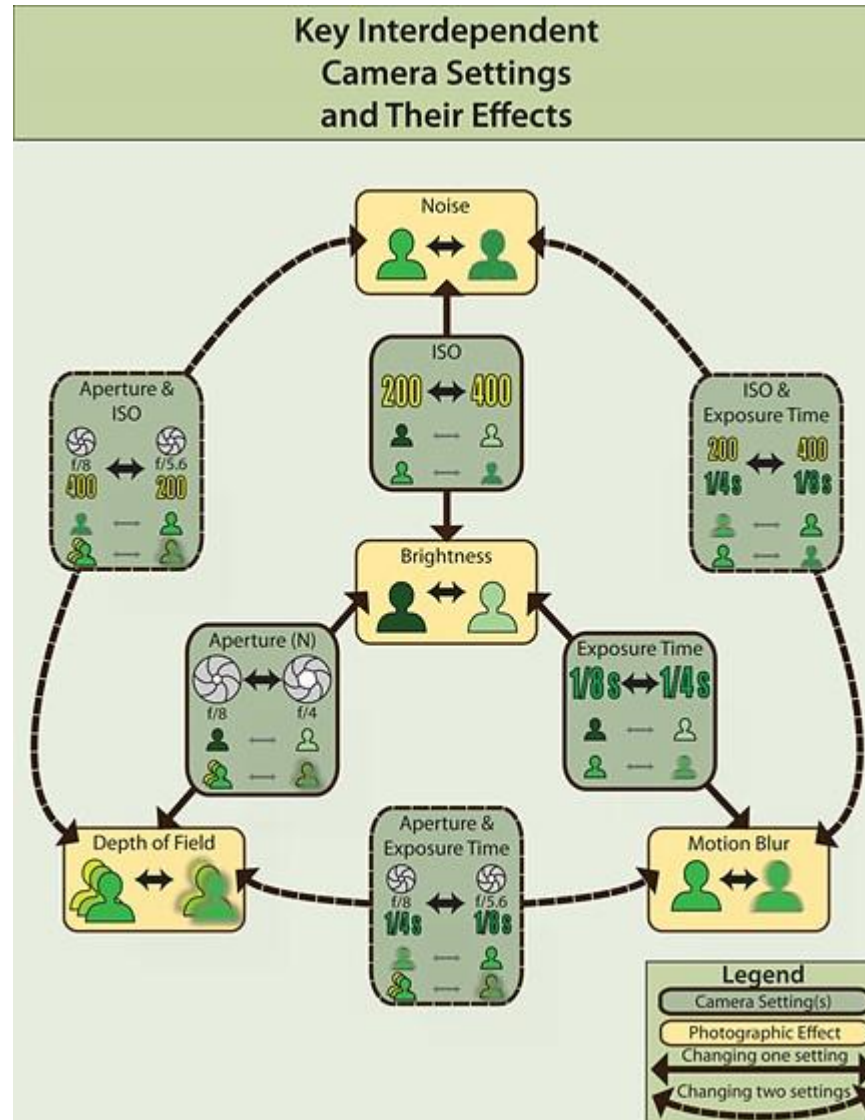 Key Interdependent
Camera Settings
and Their Effects
Noise
ISO
200 400
Aperture &
ISO
f/8 f/5.6
400 200
ISO &
Exposure Time
200 400
1/4s 1/8s
Brightness
Aperture (N)
f/8 f/4
Exposure Time
1/8s 1/4s
Depth of Field
Aperture &
Exposure Time
f/8 f/5.6
1/4s 1/8s
Motion Blur
Legend
Camera Setting(s)
Photographic Effect
Changing one setting
Changing two settings